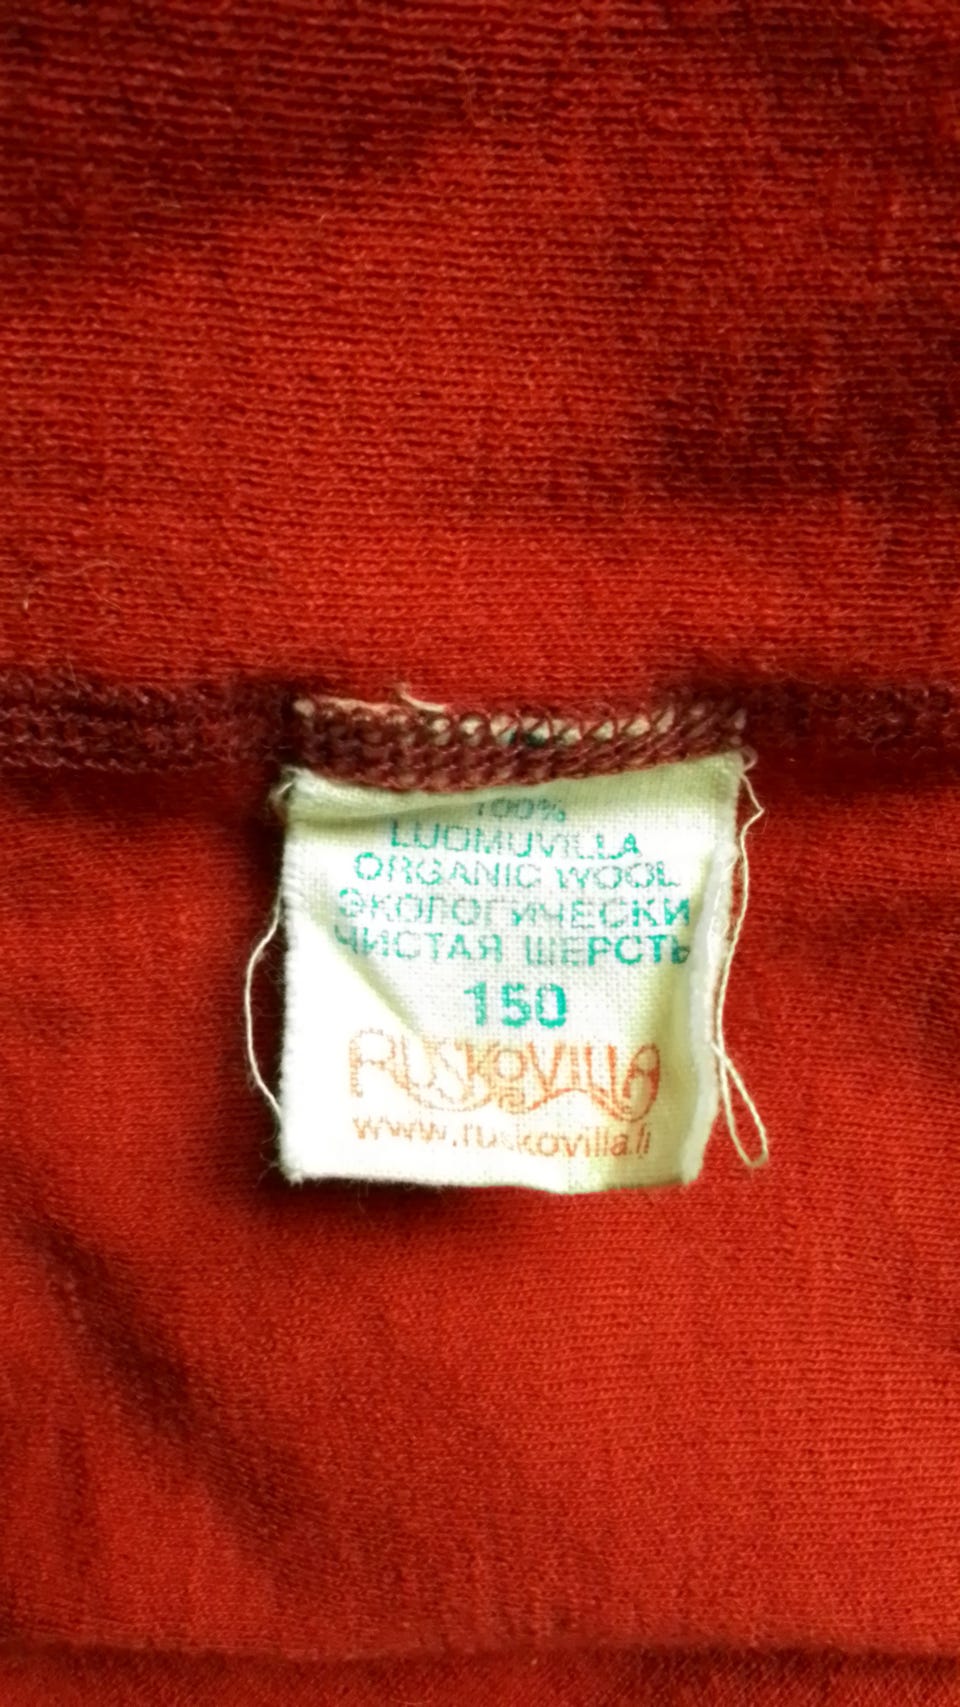 100%
LUOMUVILLA
ORGANIC WOOL
ЭКОЛОГИЧЕСКИ
ЧИСТАЯ ШЕРСТЬ
150
RUSKOVILLA
www.ruskovilla.fi